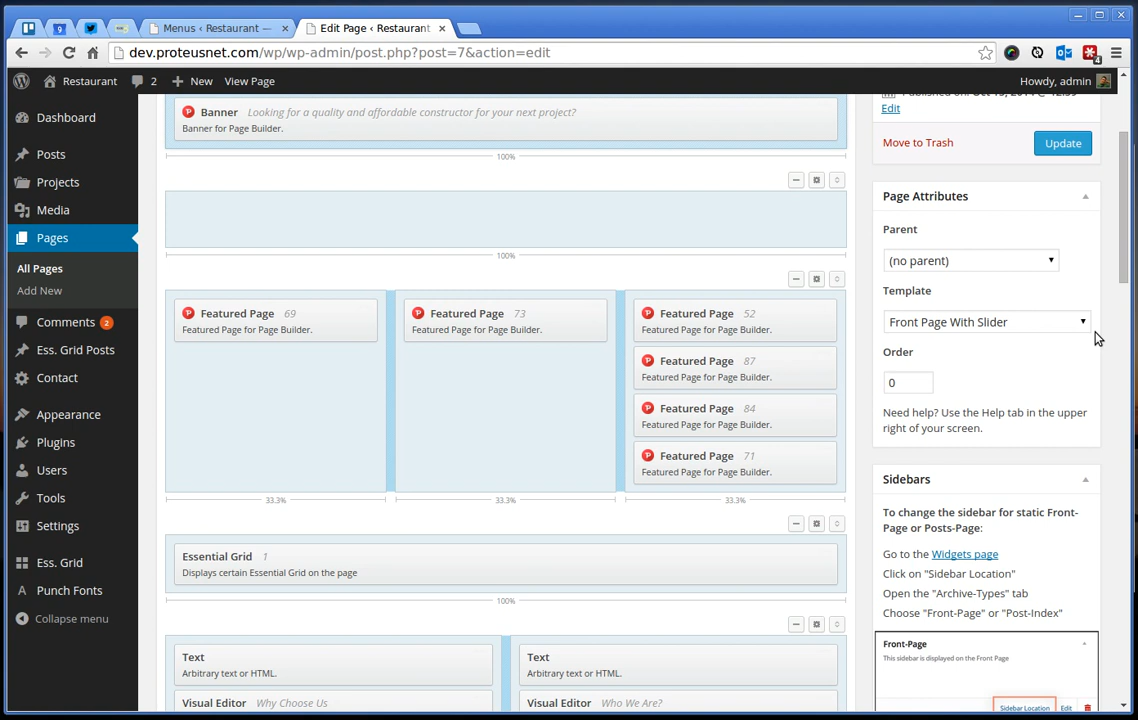 Menus ‹ Restaurant —
Edit Page ‹ Restaurant
dev.proteusnet.com/wp/wp-admin/post.php?post=7&action=edit
4
Restaurant
2
New
View Page
Howdy, admin
Dashboard
Posts
Projects
Media
Pages
All Pages
Add New
Comments 2
Ess. Grid Posts
Contact
Appearance
Plugins
Users
Tools
Settings
Ess. Grid
Punch Fonts
Collapse menu
Banner Looking for a quality and affordable constructor for your next project?
Banner for Page Builder.
100%
100%
Featured Page 69
Featured Page for Page Builder.
Featured Page 73
Featured Page for Page Builder.
Featured Page 52
Featured Page for Page Builder.
Featured Page 87
Featured Page for Page Builder.
Featured Page 84
Featured Page for Page Builder.
Featured Page 71
Featured Page for Page Builder.
33.3%
33.3%
33.3%
Essential Grid 1
Displays certain Essential Grid on the page
100%
Text
Arbitrary text or HTML.
Visual Editor Why Choose Us
Text
Arbitrary text or HTML.
Visual Editor Who We Are?
Edit
Move to Trash
Update
Page Attributes
Parent
(no parent)
Template
Front Page With Slider
Order
0
Need help? Use the Help tab in the upper
right of your screen.
Sidebars
To change the sidebar for static Front-
Page or Posts-Page:
Go to the Widgets page
Click on "Sidebar Location"
Open the "Archive-Types" tab
Choose "Front-Page" or "Post-Index"
Front-Page
This sidebar is displayed on the Front Page
Sidebar Location
Edit